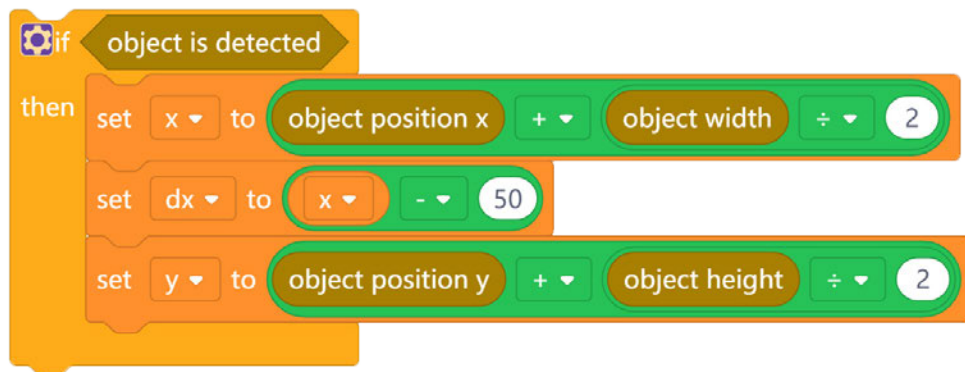 if object is detected
then set x to object position x + object width ÷ 2
set dx to x - 50
set y to object position y + object height ÷ 2